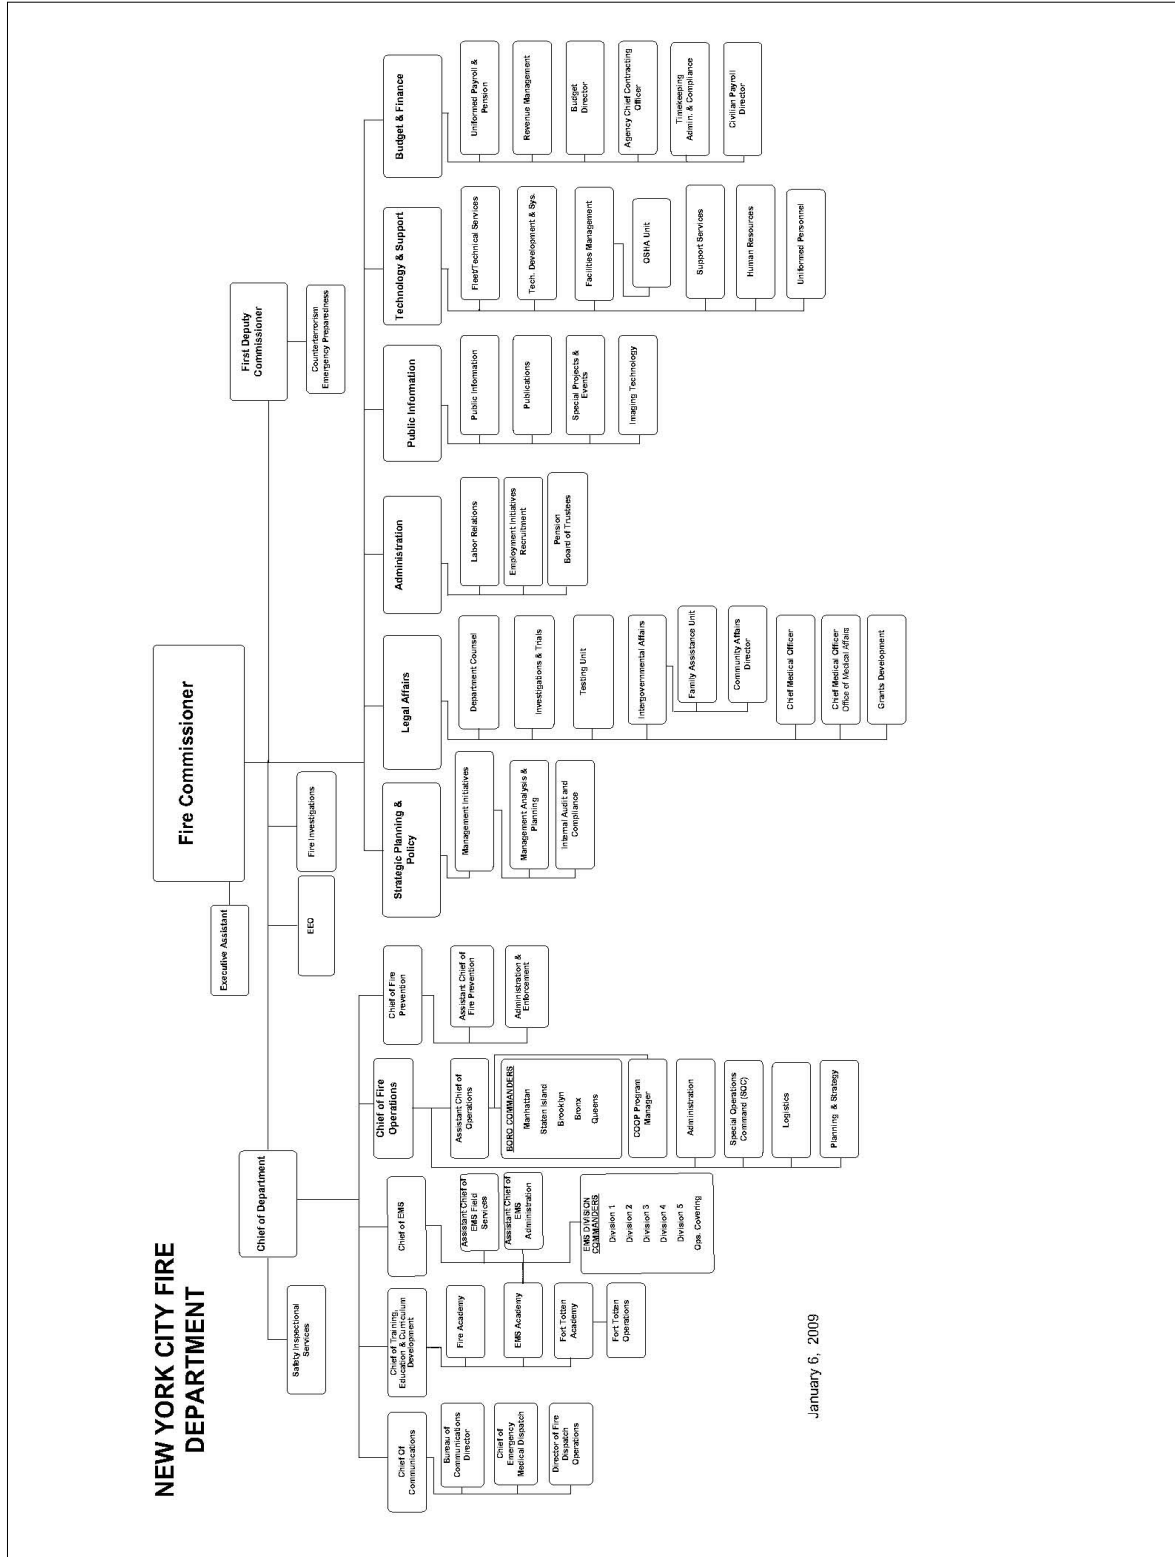 NEW YORK CITY FIRE
DEPARTMENT
Fire Commissioner
Executive Assistant
Chief of Department
First Deputy
Commissioner
Safety Inspectional
Services
EEO
Fire Investigations
Counterterrorism
Emergency Preparedness
Chief Of
Communications
Bureau of
Communications
Director
Chief of
Emergency
Medical Dispatch
Director of Fire
Dispatch
Operations
Chief of Training,
Education & Curriculum
Development
Fire Academy
EMS Academy
Fort Totten
Academy
Fort Totten
Operations
Chief of EMS
Assistant Chief of
EMS Field
Services
Assistant Chief of
EMS
Administration
EMS DIVISION
COMMANDERS
Division 1
Division 2
Division 3
Division 4
Division 5
Ops. Covering
Chief of Fire
Operations
Assistant Chief of
Operations
BORO COMMANDERS
Manhattan
Staten Island
Brooklyn
Bronx
Queens
COOP Program
Manager
Administration
Special Operations
Command (SOC)
Logistics
Planning & Strategy
Chief of Fire
Prevention
Assistant Chief of
Fire Prevention
Administration &
Enforcement
Strategic Planning &
Policy
Management Initiatives
Management Analysis &
Planning
Internal Audit and
Compliance
Legal Affairs
Department Counsel
Investigations & Trials
Testing Unit
Intergovernmental Affairs
Family Assistance Unit
Community Affairs
Director
Chief Medical Officer
Chief Medical Officer
Office of Medical Affairs
Grants Development
Administration
Labor Relations
Employment Initiatives
Recruitment
Pension
Board of Trustees
Public Information
Public Information
Publications
Special Projects &
Events
Imaging Technology
Technology & Support
Fleet/Technical Services
Tech. Development & Sys.
Facilities Management
OSHA Unit
Support Services
Human Resources
Uniformed Personnel
Budget & Finance
Uniformed Payroll &
Pension
Revenue Management
Budget
Director
Agency Chief Contracting
Officer
Timekeeping
Admin. & Compliance
Civilian Payroll
Director
January 6, 2009